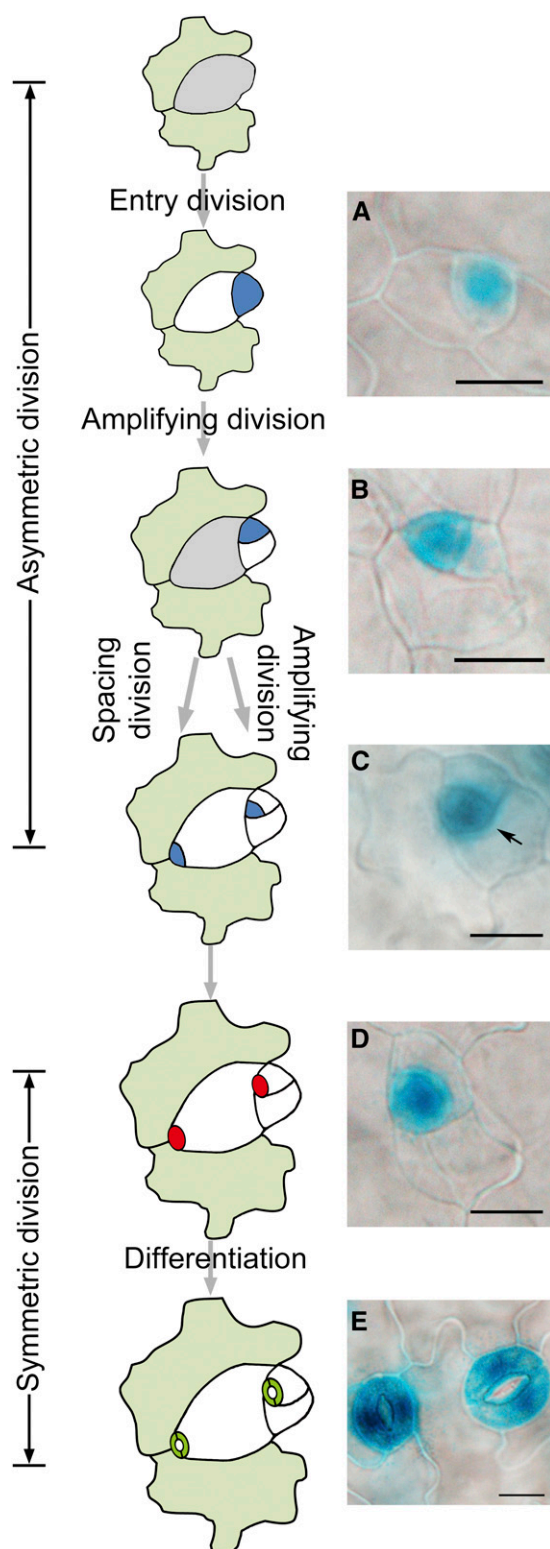 Entry division
A
Amplifying division
Asymmetric division
B
Spacing
division
Amplifying
division
C
D
Symmetric division
Differentiation
E